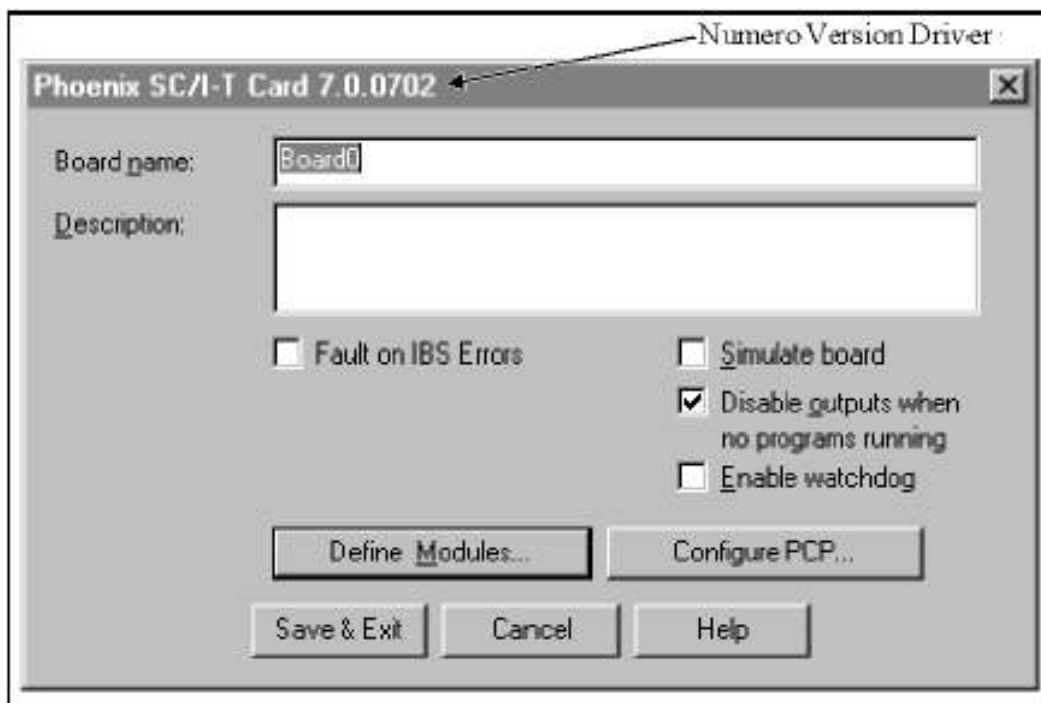 Numero Version Driver
Phoenix SC/I-T Card 7.0.0702
Board name:
Board0
Description:
Fault on IBS Errors
Simulate board
Disable outputs when
no programs running
Enable watchdog
Define Modules...
Configure PCP...
Save & Exit
Cancel
Help